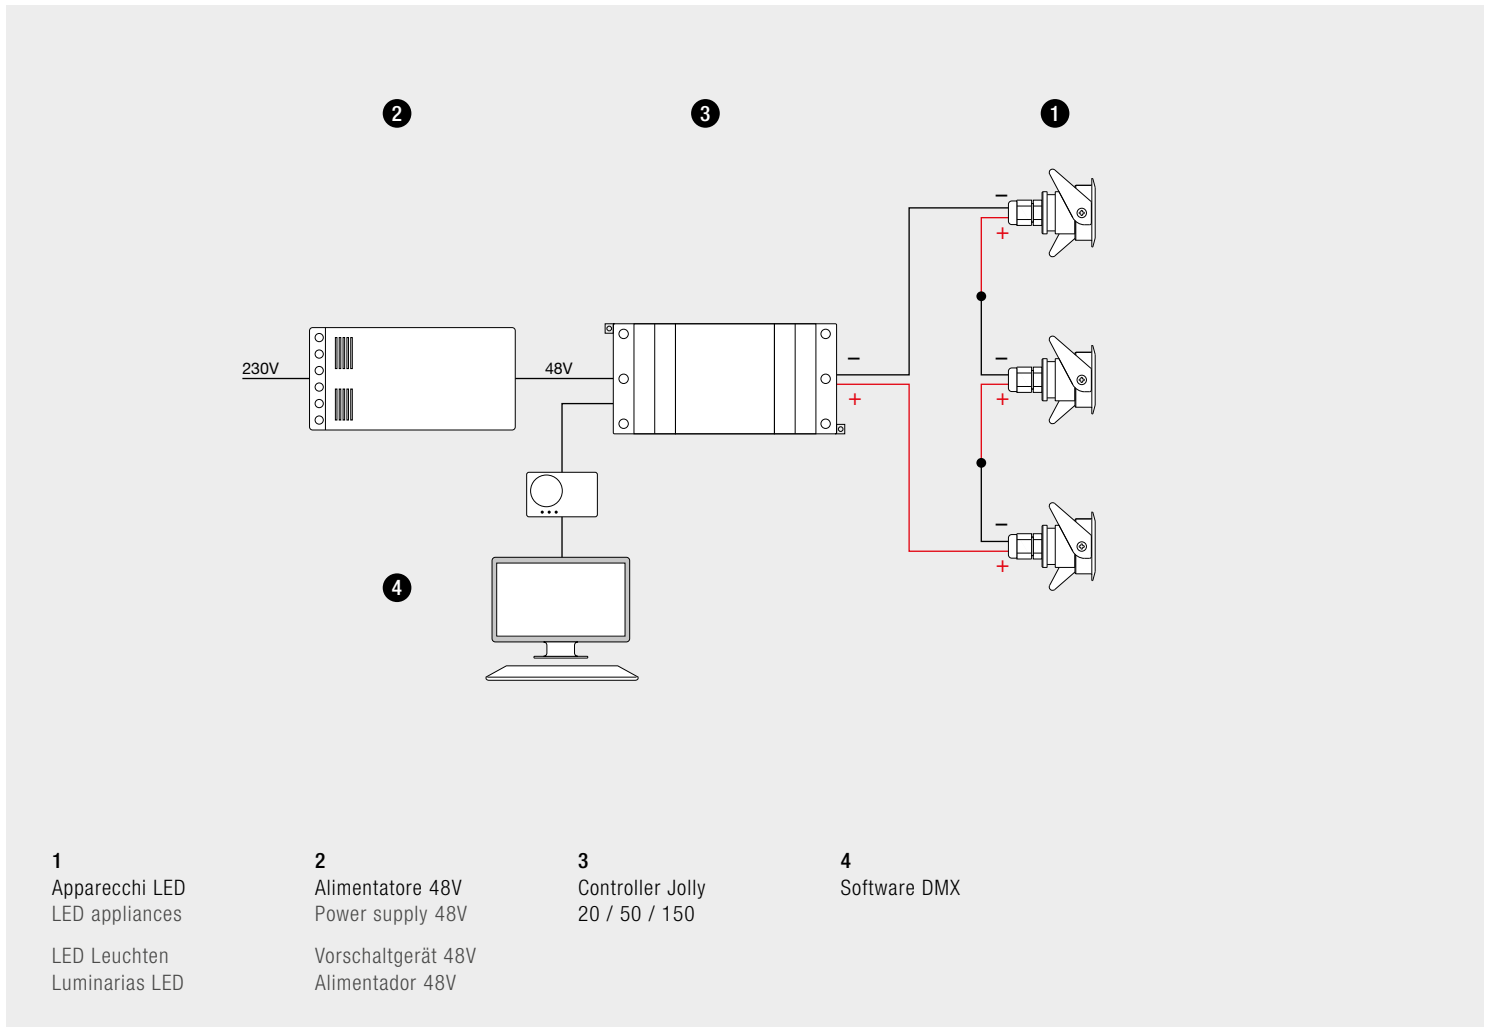 2
3
1
−
+
230V
48V
−
+
−
+
−
+
4
1
Apparecchi LED
LED appliances
LED Leuchten
Luminarias LED
2
Alimentatore 48V
Power supply 48V
Vorschaltgerät 48V
Alimentador 48V
3
Controller Jolly
20 / 50 / 150
4
Software DMX